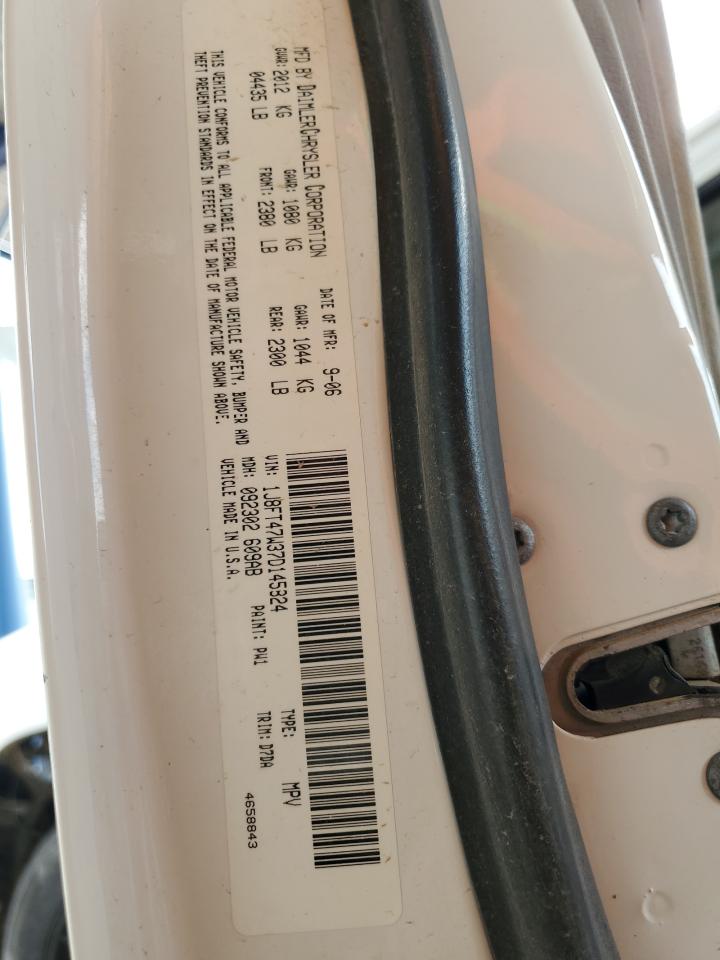 MFD BY DAIMLERCHRYSLER CORPORATION
DATE OF MFR: 9-06
GVWR: 2012 KG
04435 LB
GAWR: 1080 KG
FRONT: 2380 LB
GAWR: 1044 KG
REAR: 2300 LB
THIS VEHICLE CONFORMS TO ALL APPLICABLE FEDERAL MOTOR VEHICLE SAFETY, BUMPER AND
THEFT PREVENTION STANDARDS IN EFFECT ON THE DATE OF MANUFACTURE SHOWN ABOVE.
VIN: 1J8FT47W37D145824
TYPE: MPV
MDH: 092302 609AB
PAINT: PW1
TRIM: D7DA
VEHICLE MADE IN U.S.A.
4658843